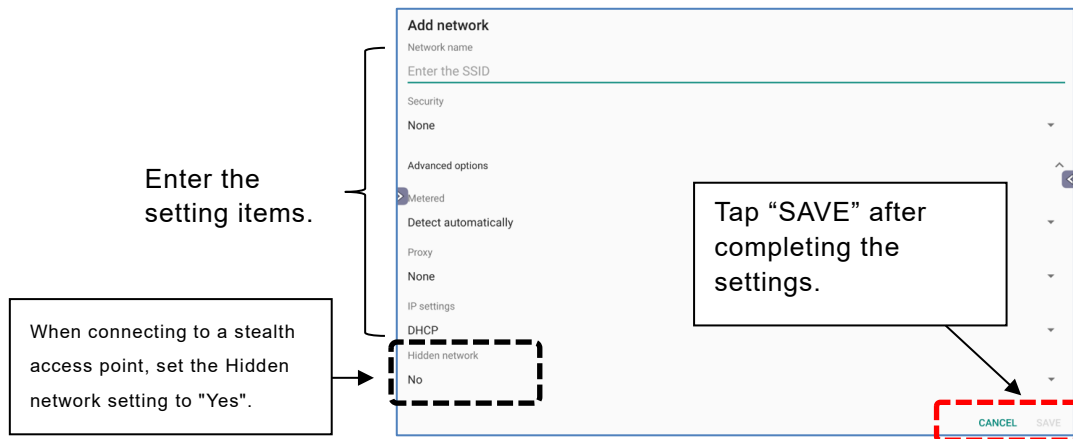 Add network
Network name
Enter the SSID
Security
None
Advanced options
Metered
Detect automatically
Proxy
None
IP settings
DHCP
Hidden network
No
CANCEL SAVE
Enter the
setting items.
When connecting to a stealth
access point, set the Hidden
network setting to "Yes".
Tap “SAVE” after
completing the
settings.